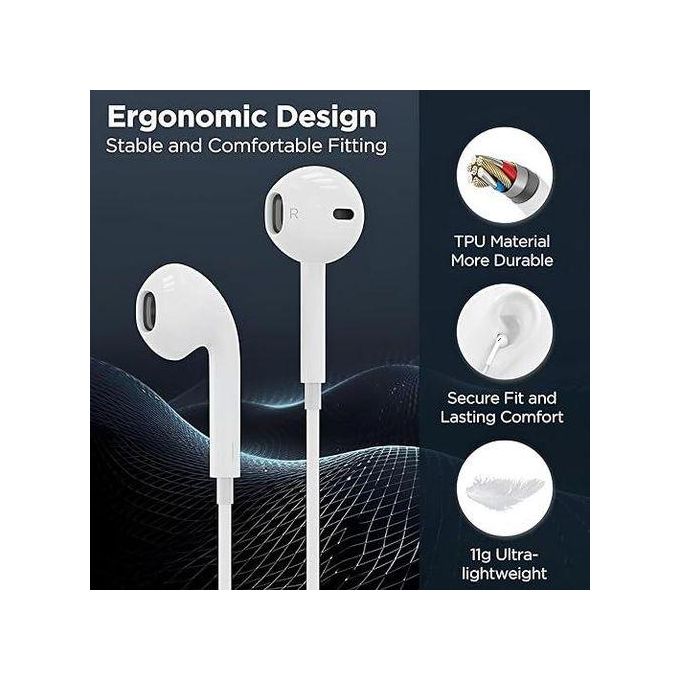 Ergonomic Design
Stable and Comfortable Fitting
R
TPU Material
More Durable
Secure Fit and
Lasting Comfort
11g Ultra-
lightweight